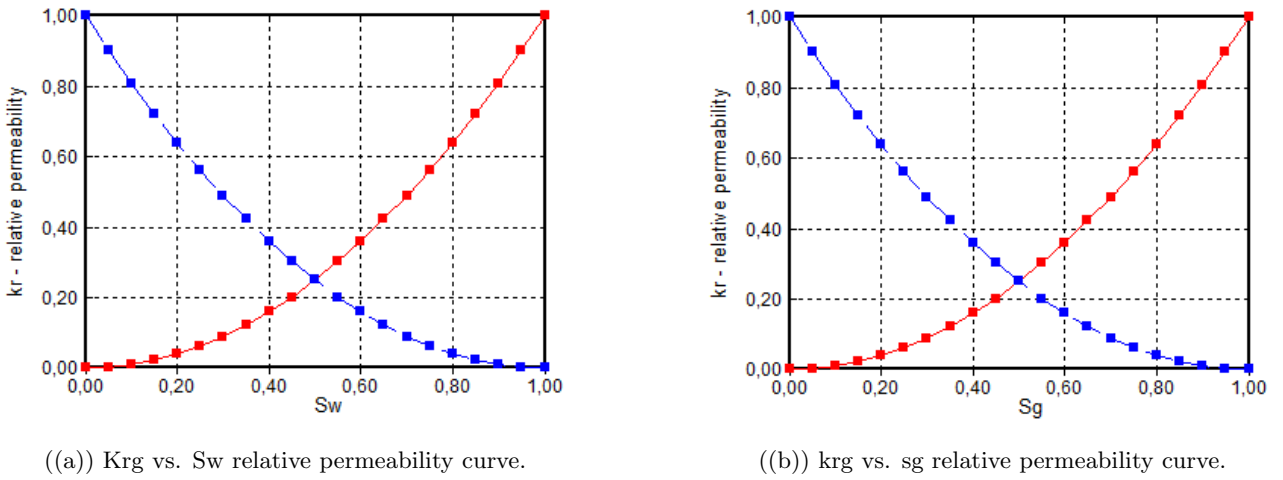 1,00
0,80
0,60
0,40
0,20
0,00
kr - relative permeability
0,00 0,20 0,40 0,60 0,80 1,00
Sw
((a)) Krg vs. Sw relative permeability curve.
1,00
0,80
0,60
0,40
0,20
0,00
kr - relative permeability
0,00 0,20 0,40 0,60 0,80 1,00
Sg
((b)) krg vs. sg relative permeability curve.